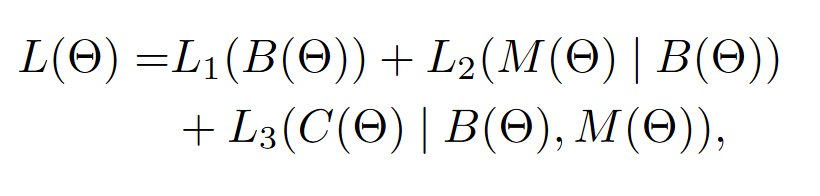 L(Θ) =L₁(B(Θ)) + L₂(M(Θ) | B(Θ))
+ L₃(C(Θ) | B(Θ), M(Θ)),